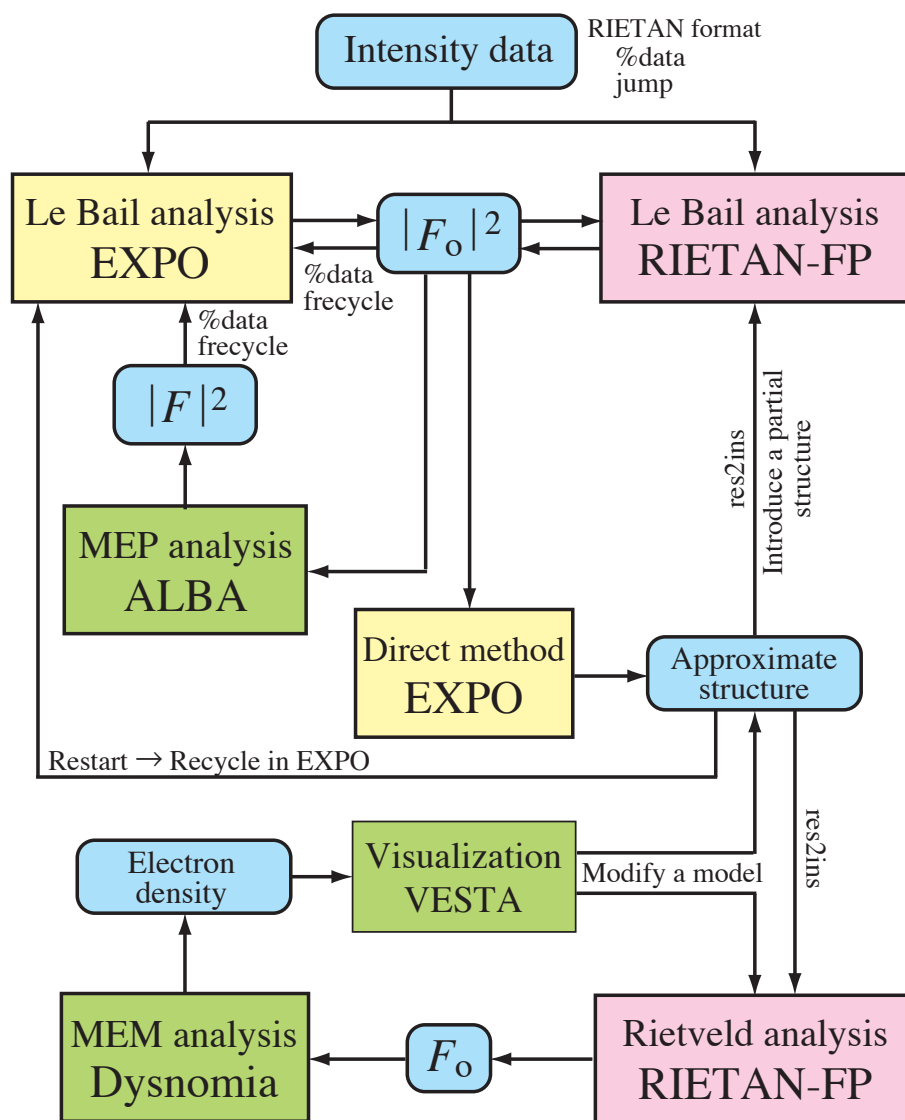 Intensity data
RIETAN format
%data
jump
Le Bail analysis
EXPO
|Fo|2
Le Bail analysis
RIETAN-FP
%data
frecycle
%data
frecycle
|F|2
res2ins
Introduce a partial
structure
MEP analysis
ALBA
Direct method
EXPO
Approximate
structure
Restart → Recycle in EXPO
res2ins
Electron
density
Visualization
VESTA
Modify a model
MEM analysis
Dysnomia
Fo
Rietveld analysis
RIETAN-FP